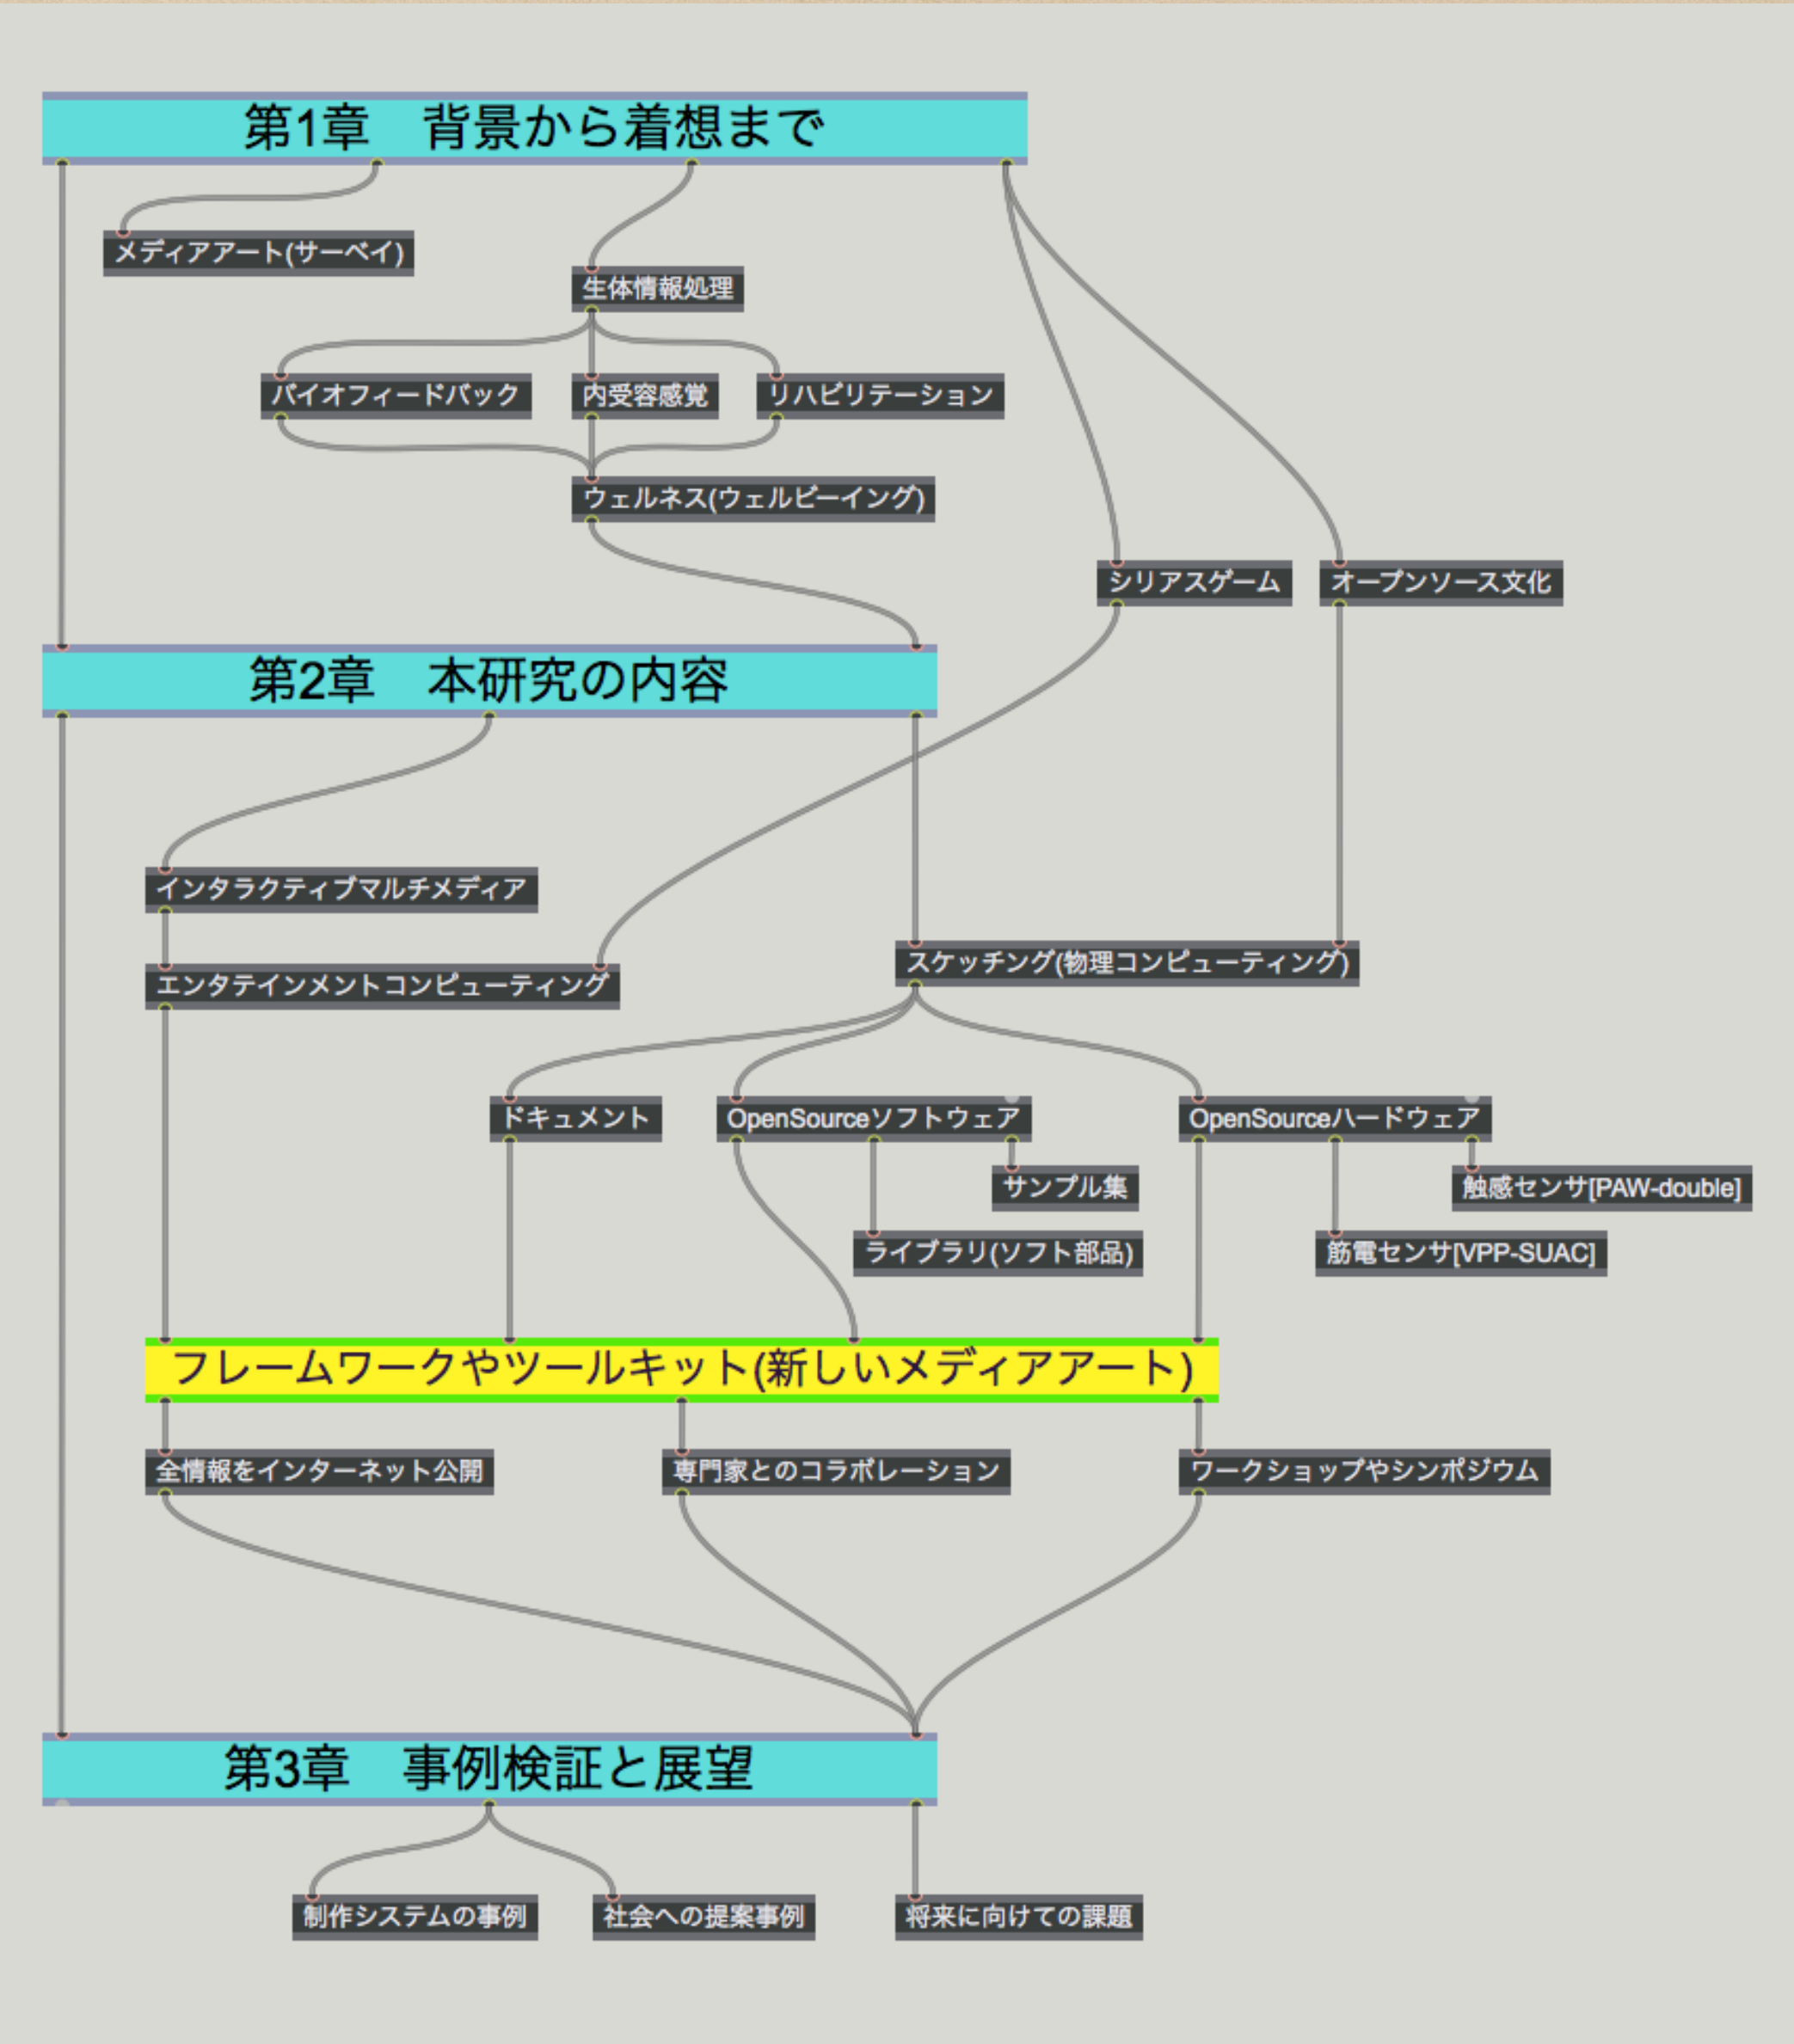 第1章　背景から着想まで
メディアアート(サーベイ)
生体情報処理
バイオフィードバック
内受容感覚
リハビリテーション
ウェルネス(ウェルビーイング)
シリアスゲーム
オープンソース文化
第2章　本研究の内容
インタラクティブマルチメディア
エンタテインメントコンピューティング
スケッチング(物理コンピューティング)
ドキュメント
OpenSourceソフトウェア
OpenSourceハードウェア
サンプル集
触感センサ[PAW-double]
ライブラリ(ソフト部品)
筋電センサ[VPP-SUAC]
フレームワークやツールキット(新しいメディアアート)
全情報をインターネット公開
専門家とのコラボレーション
ワークショップやシンポジウム
第3章　事例検証と展望
制作システムの事例
社会への提案事例
将来に向けての課題